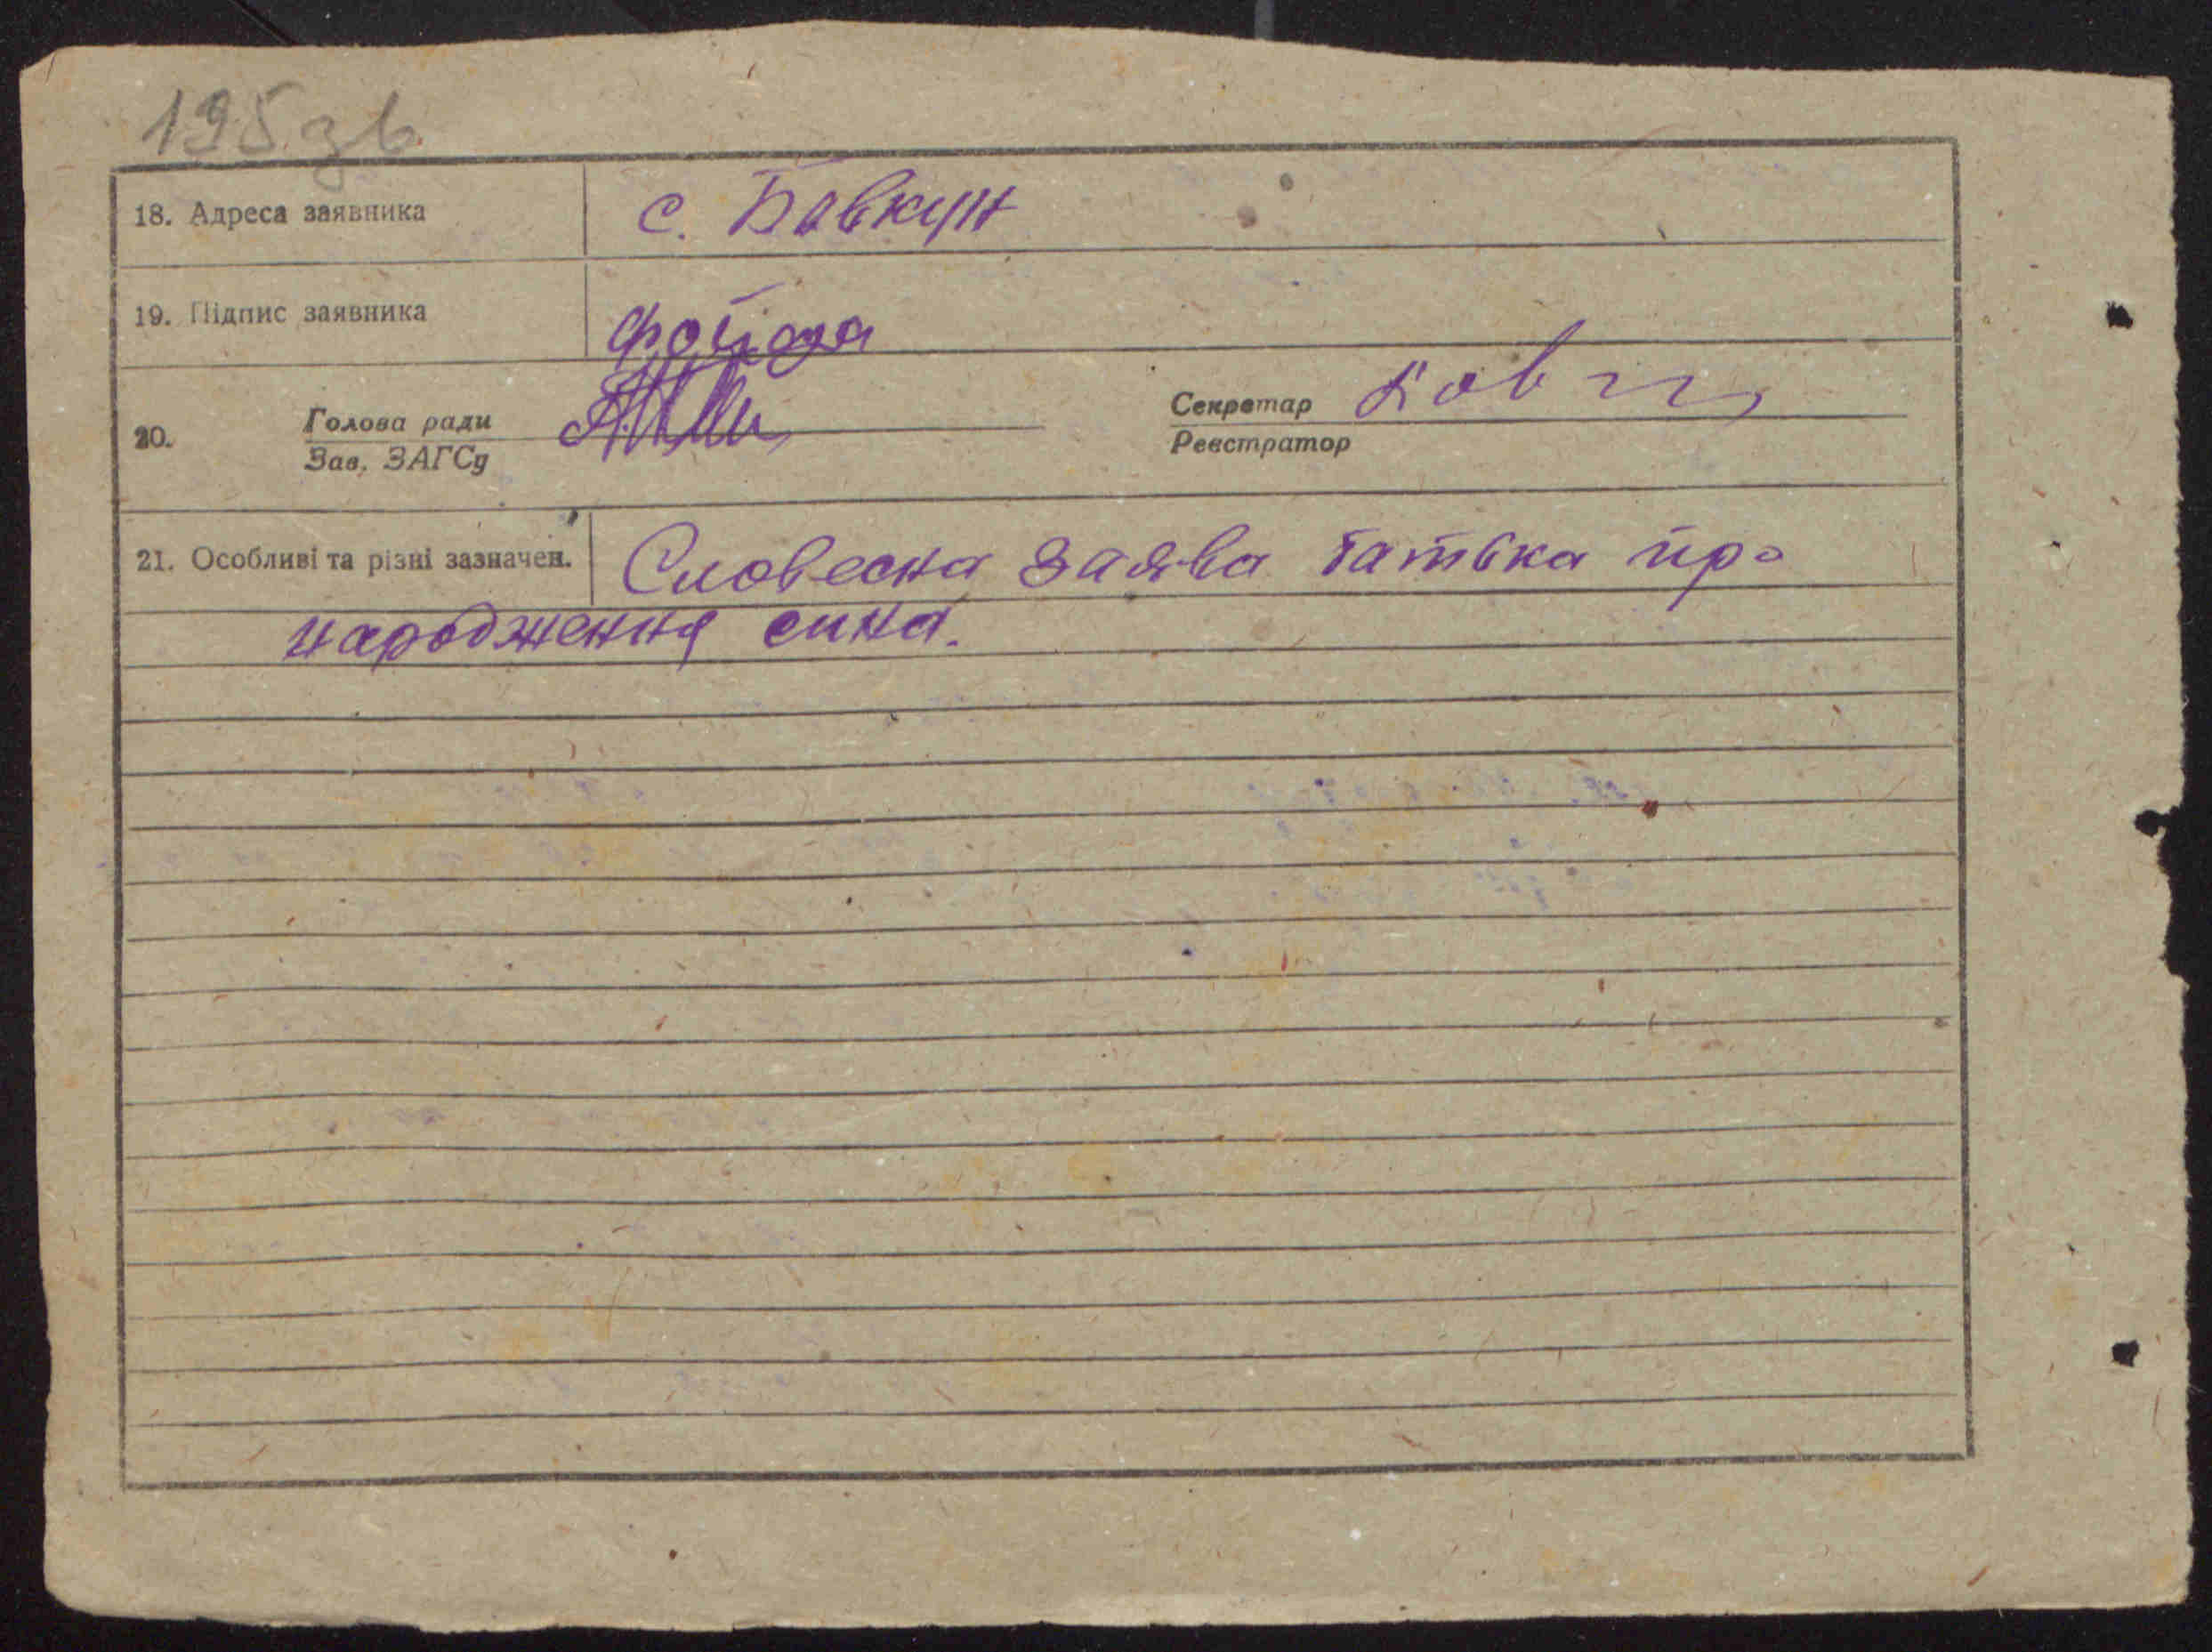 195 зв.
18. Адреса заявника с. Бавкун
19. Підпис заявника Фойда
20. Голова ради Секретар
Зав. ЗАГСу Реєстратор
21. Особливі та різні зазначен. Словесна заява батька про
народження сина.